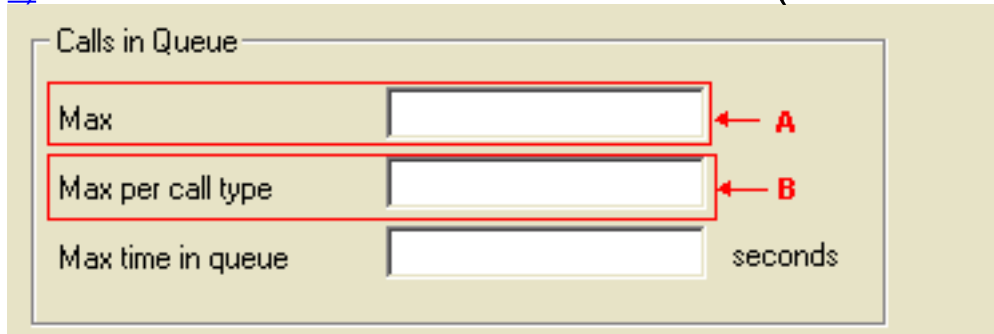 Calls in Queue
Max A
Max per call type B
Max time in queue seconds